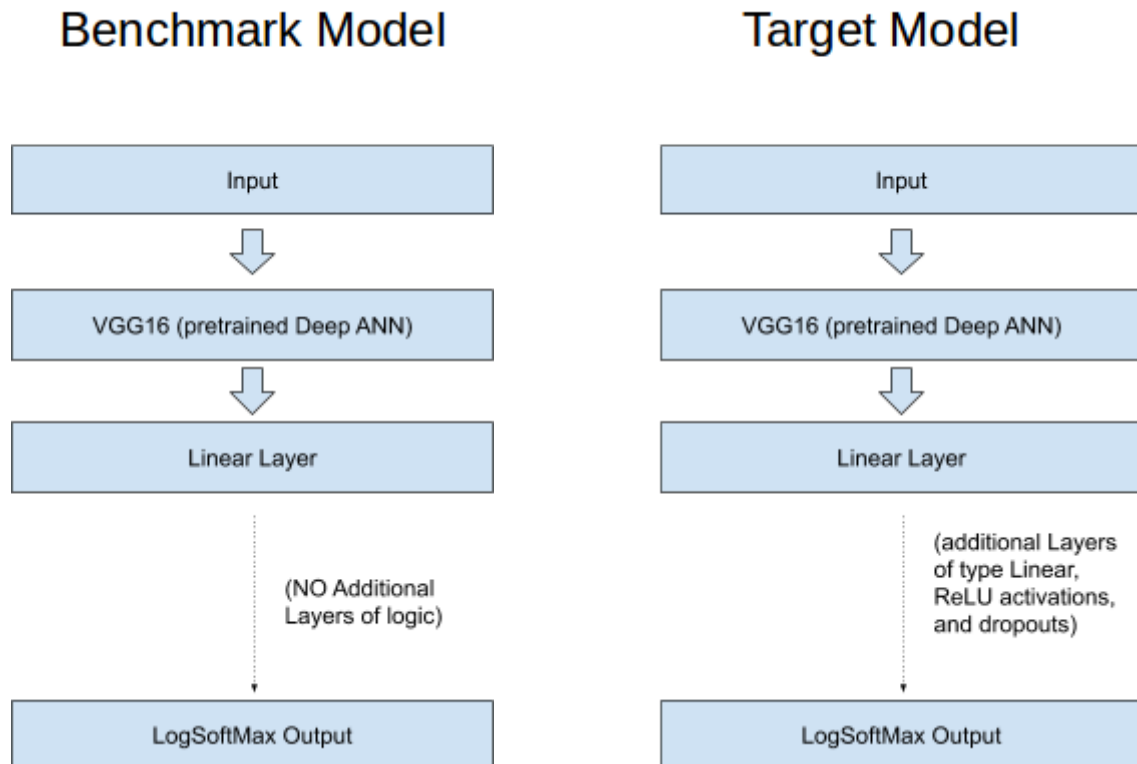 Benchmark Model
Input
VGG16 (pretrained Deep ANN)
Linear Layer
(NO Additional
Layers of logic)
LogSoftMax Output
Target Model
Input
VGG16 (pretrained Deep ANN)
Linear Layer
(additional Layers
of type Linear,
ReLU activations,
and dropouts)
LogSoftMax Output